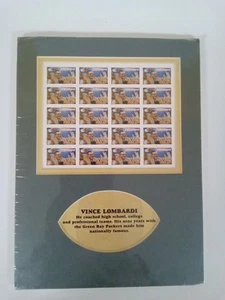 VINCE LOMBARDI
He coached high school, college
and professional teams. His nine years with
the Green Bay Packers made him
nationally famous.